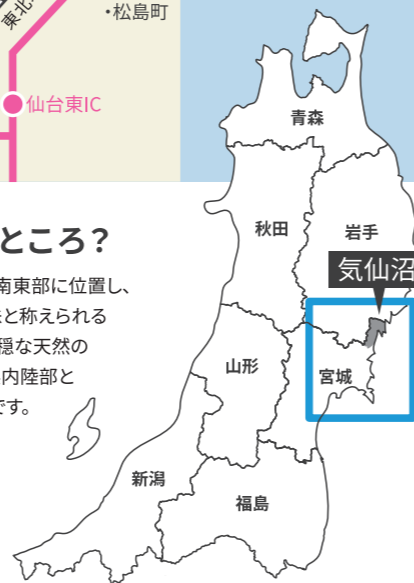 東北
・松島町
仙台東IC
ところ？
南東部に位置し、
と称えられる
穏な天然の
内陸部と
です。
青森
秋田
岩手
気仙沼
山形
宮城
新潟
福島